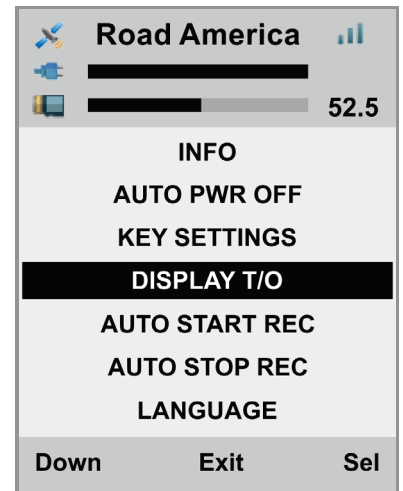 Road America
52.5
INFO
AUTO PWR OFF
KEY SETTINGS
DISPLAY T/O
AUTO START REC
AUTO STOP REC
LANGUAGE
Down Exit Sel